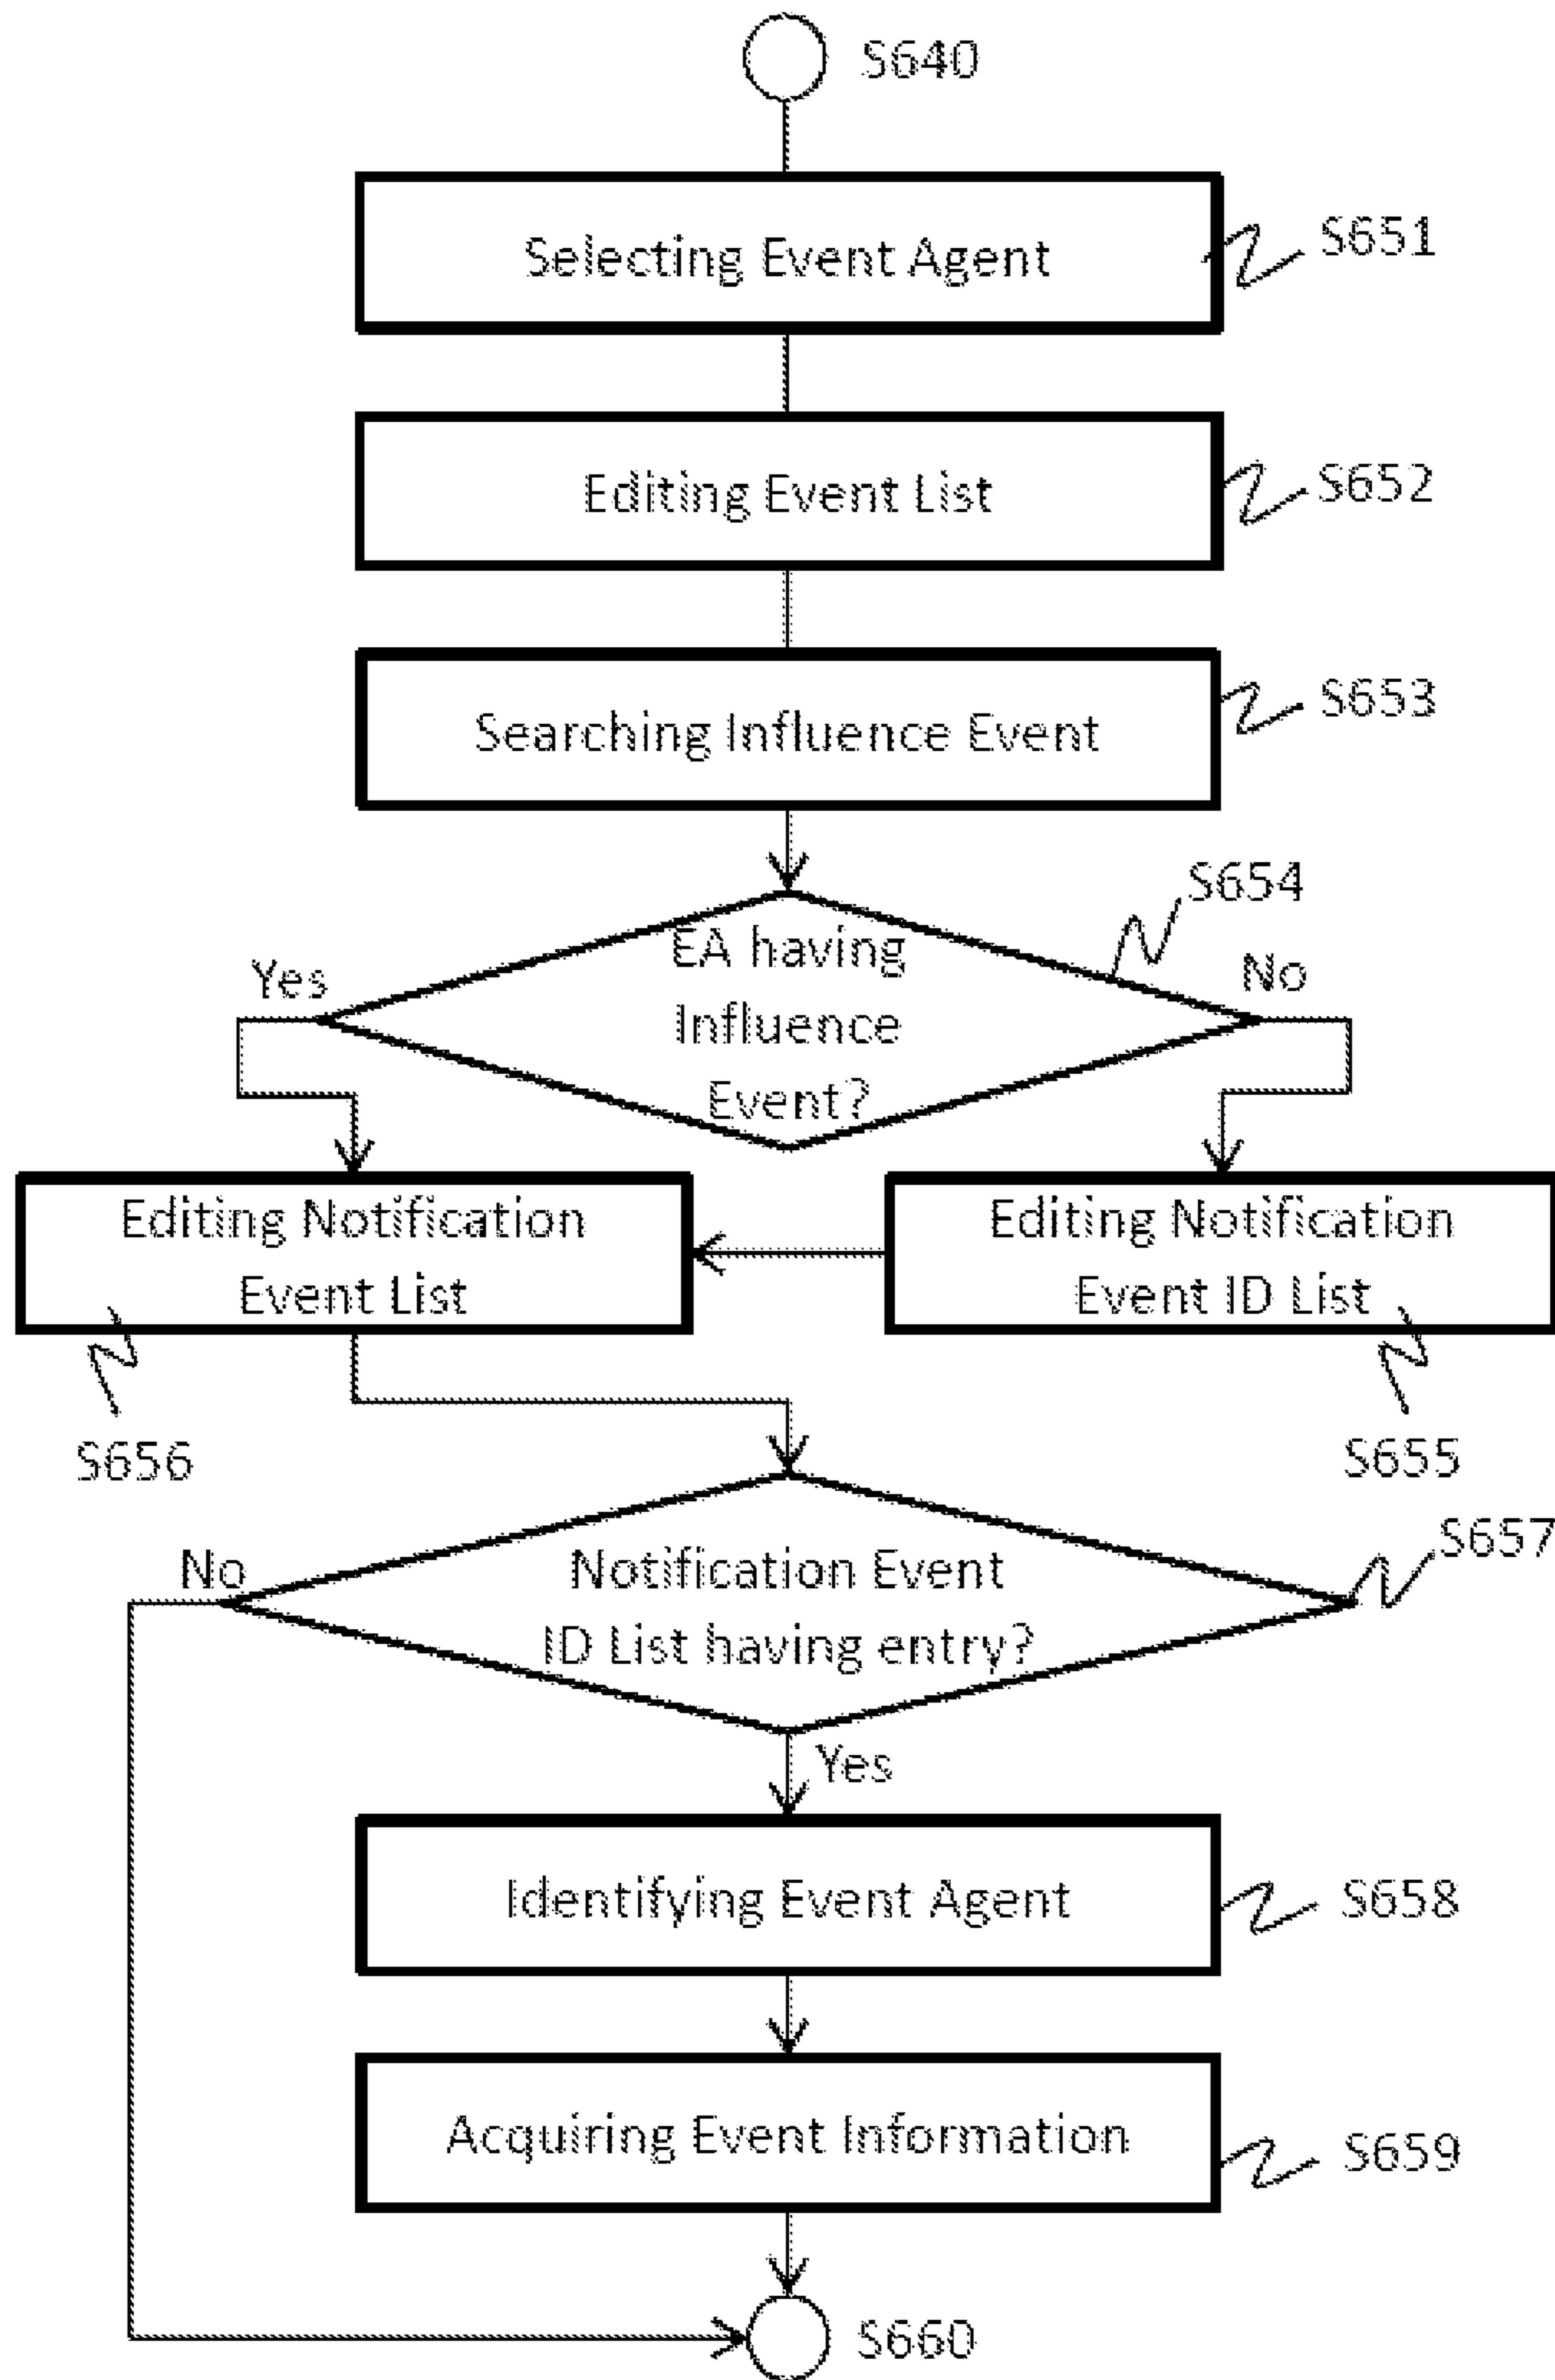 S640
Selecting Event Agent
S651
Editing Event List
S652
Searching Influence Event
S653
S654
EA having
Influence
Event?
Yes
No
Editing Notification
Event List
Editing Notification
Event ID List
S656
S655
S657
No
Notification Event
ID List having entry?
Yes
Identifying Event Agent
S658
Acquiring Event Information
S659
S660